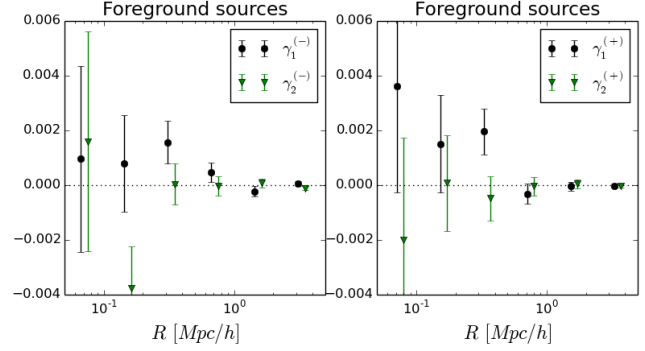 Foreground sources
Foreground sources
0.006
0.004
0.002
0.000
−0.002
−0.004
γ₁⁽⁻⁾
γ₂⁽⁻⁾
10⁻¹
10⁰
R [Mpc/h]
0.006
0.004
0.002
0.000
−0.002
−0.004
γ₁⁽⁺⁾
γ₂⁽⁺⁾
10⁻¹
10⁰
R [Mpc/h]